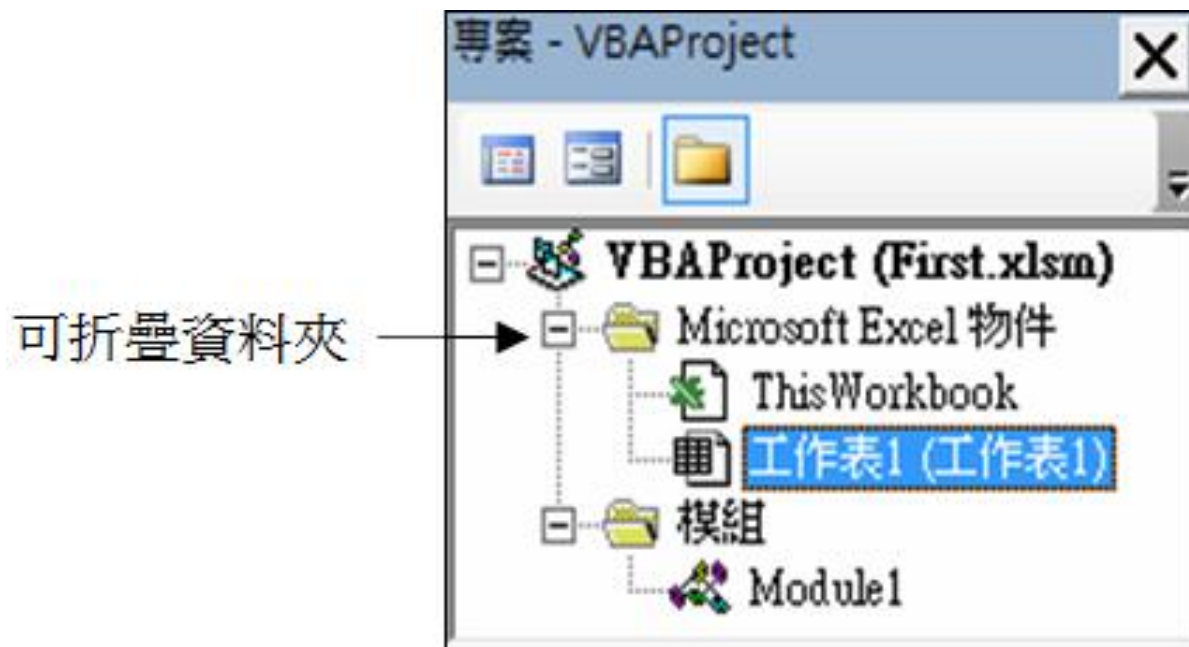 專案 - VBAProject
VBAProject (First.xlsm)
可折疊資料夾
Microsoft Excel 物件
ThisWorkbook
工作表1 (工作表1)
模組
Module1